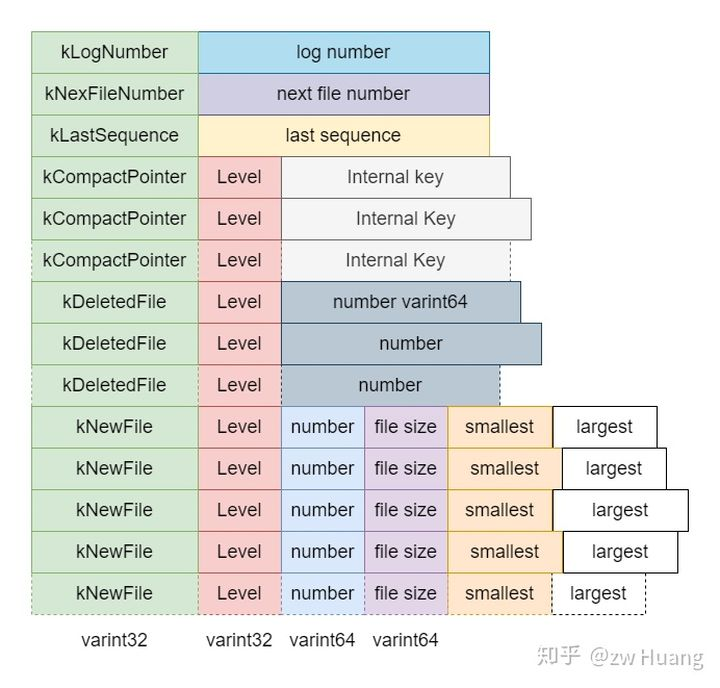 kLogNumber log number
kNexFileNumber next file number
kLastSequence last sequence
kCompactPointer Level Internal key
kCompactPointer Level Internal Key
kCompactPointer Level Internal Key
kDeletedFile Level number varint64
kDeletedFile Level number
kDeletedFile Level number
kNewFile Level number file size smallest largest
kNewFile Level number file size smallest largest
kNewFile Level number file size smallest largest
kNewFile Level number file size smallest largest
kNewFile Level number file size smallest largest
varint32 varint32 varint64 varint64
知乎 @zw Huang